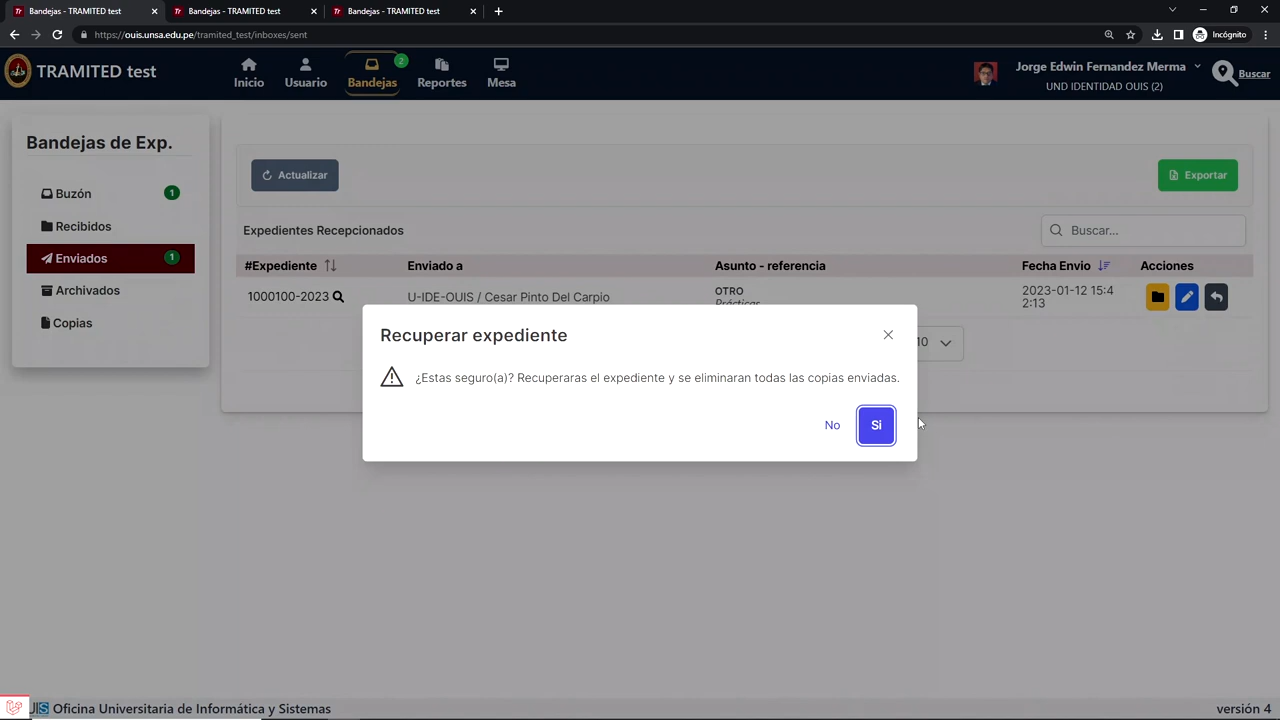 Bandejas - TRAMITED test
Bandejas - TRAMITED test
Bandejas - TRAMITED test
https://ouis.unsa.edu.pe/tramited_test/inboxes/sent
Incógnito
TRAMITED test
Inicio
Usuario
Bandejas
2
Reportes
Mesa
Jorge Edwin Fernandez Merma
UND IDENTIDAD OUIS (2)
Buscar
Bandejas de Exp.
Buzón 1
Recibidos
Enviados 1
Archivados
Copias
Actualizar
Exportar
Expedientes Recepcionados
Buscar...
#Expediente Enviado a Asunto - referencia Fecha Envio Acciones
1000100-2023 U-IDE-OUIS / Cesar Pinto Del Carpio OTRO 2023-01-12 15:4
Prácticas 2:13
10
Recuperar expediente
¿Estas seguro(a)? Recuperaras el expediente y se eliminaran todas las copias enviadas.
No Si
UIS Oficina Universitaria de Informática y Sistemas
versión 4